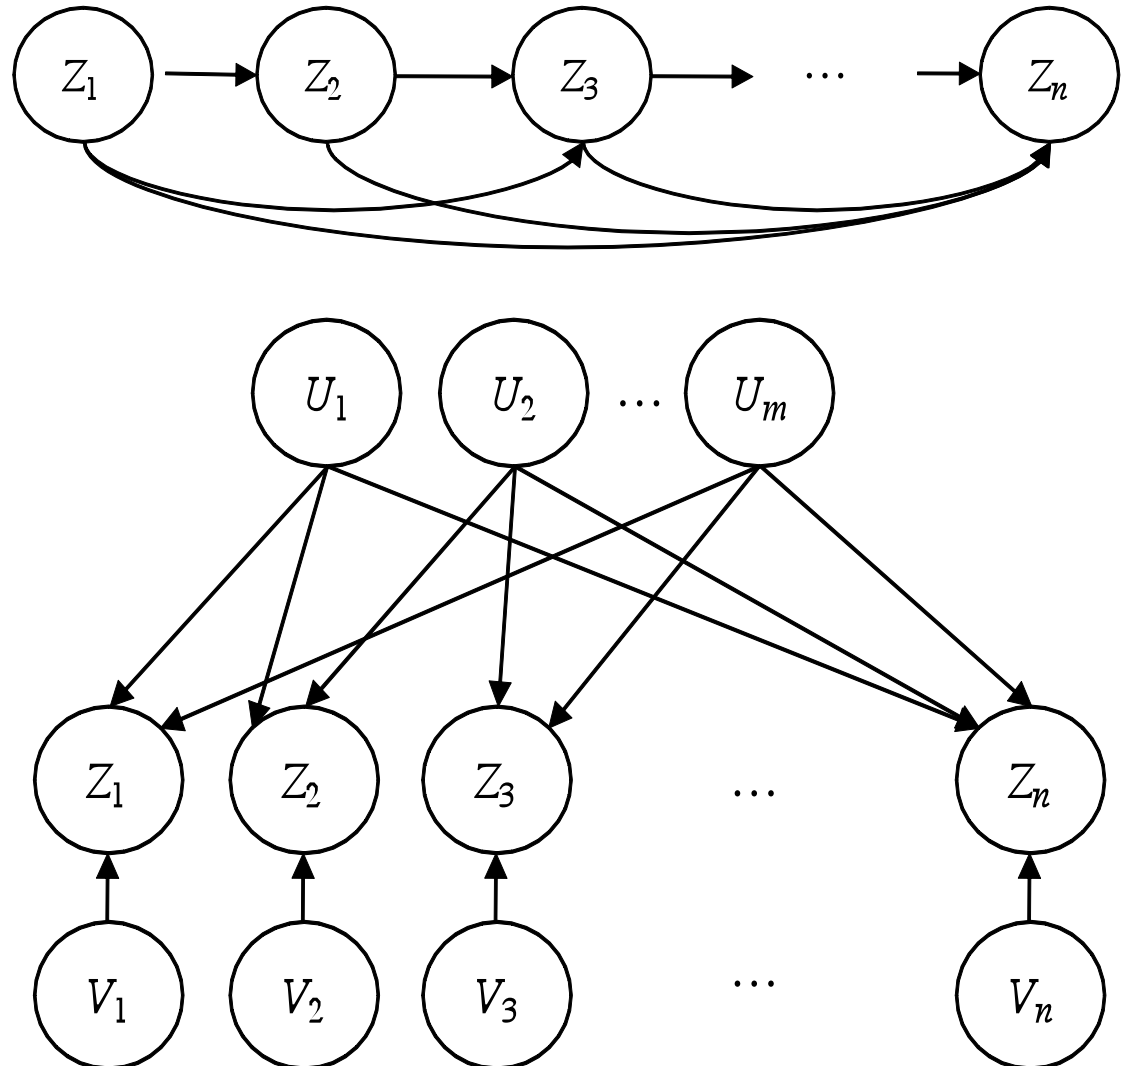 Z₁ Z₂ Z₃ ... Zₙ
U₁ U₂ ... Uₘ
Z₁ Z₂ Z₃ ... Zₙ
V₁ V₂ V₃ ... Vₙ